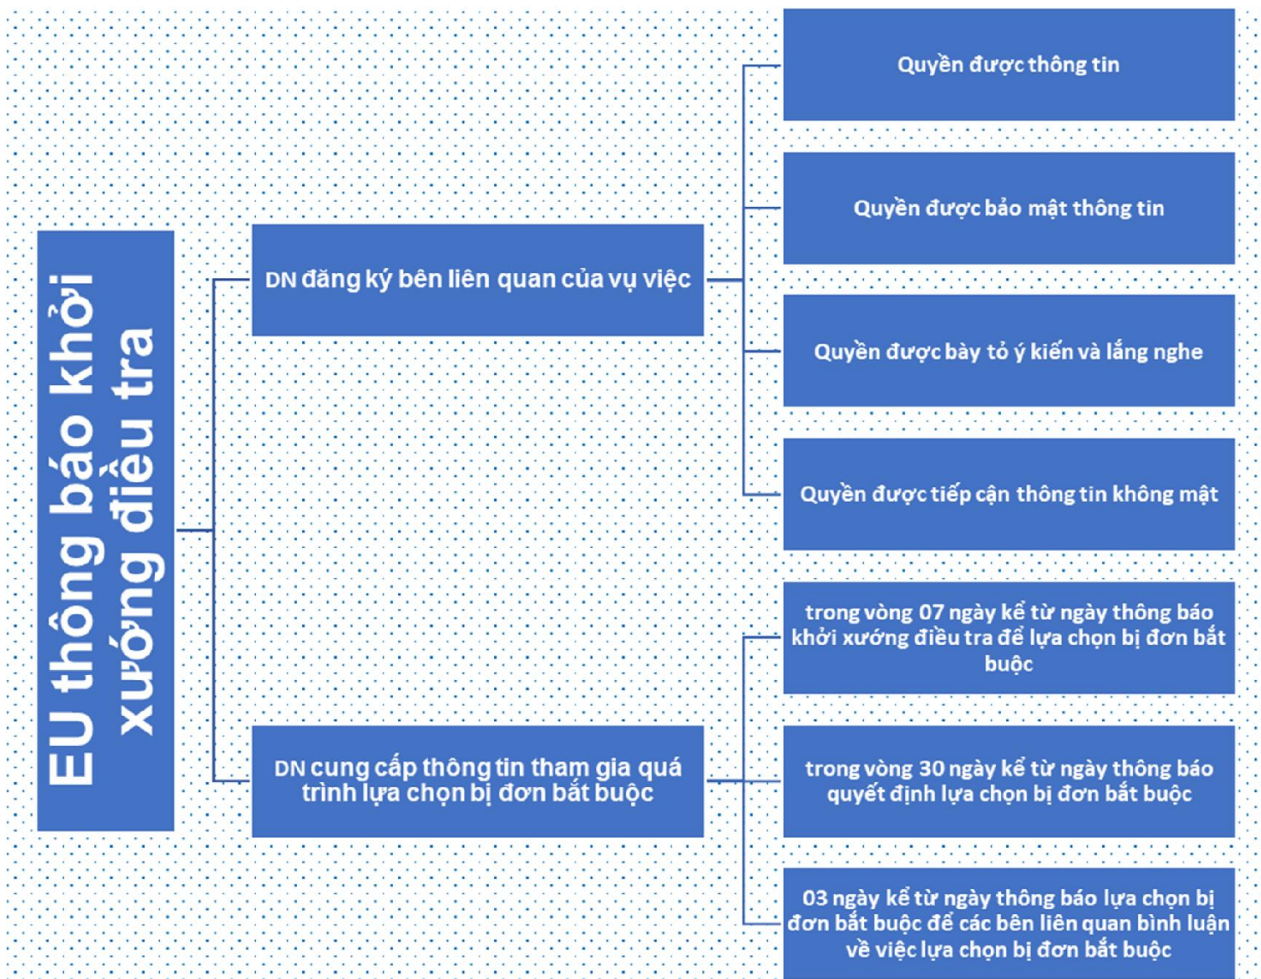 EU thông báo khởi
xướng điều tra
DN đăng ký bên liên quan của vụ việc
Quyền được thông tin
Quyền được bảo mật thông tin
Quyền được bày tỏ ý kiến và lắng nghe
Quyền được tiếp cận thông tin không mật
DN cung cấp thông tin tham gia quá
trình lựa chọn bị đơn bắt buộc
trong vòng 07 ngày kể từ ngày thông báo
khởi xướng điều tra để lựa chọn bị đơn bắt
buộc
trong vòng 30 ngày kể từ ngày thông báo
quyết định lựa chọn bị đơn bắt buộc
03 ngày kể từ ngày thông báo lựa chọn bị
đơn bắt buộc để các bên liên quan bình luận
về việc lựa chọn bị đơn bắt buộc